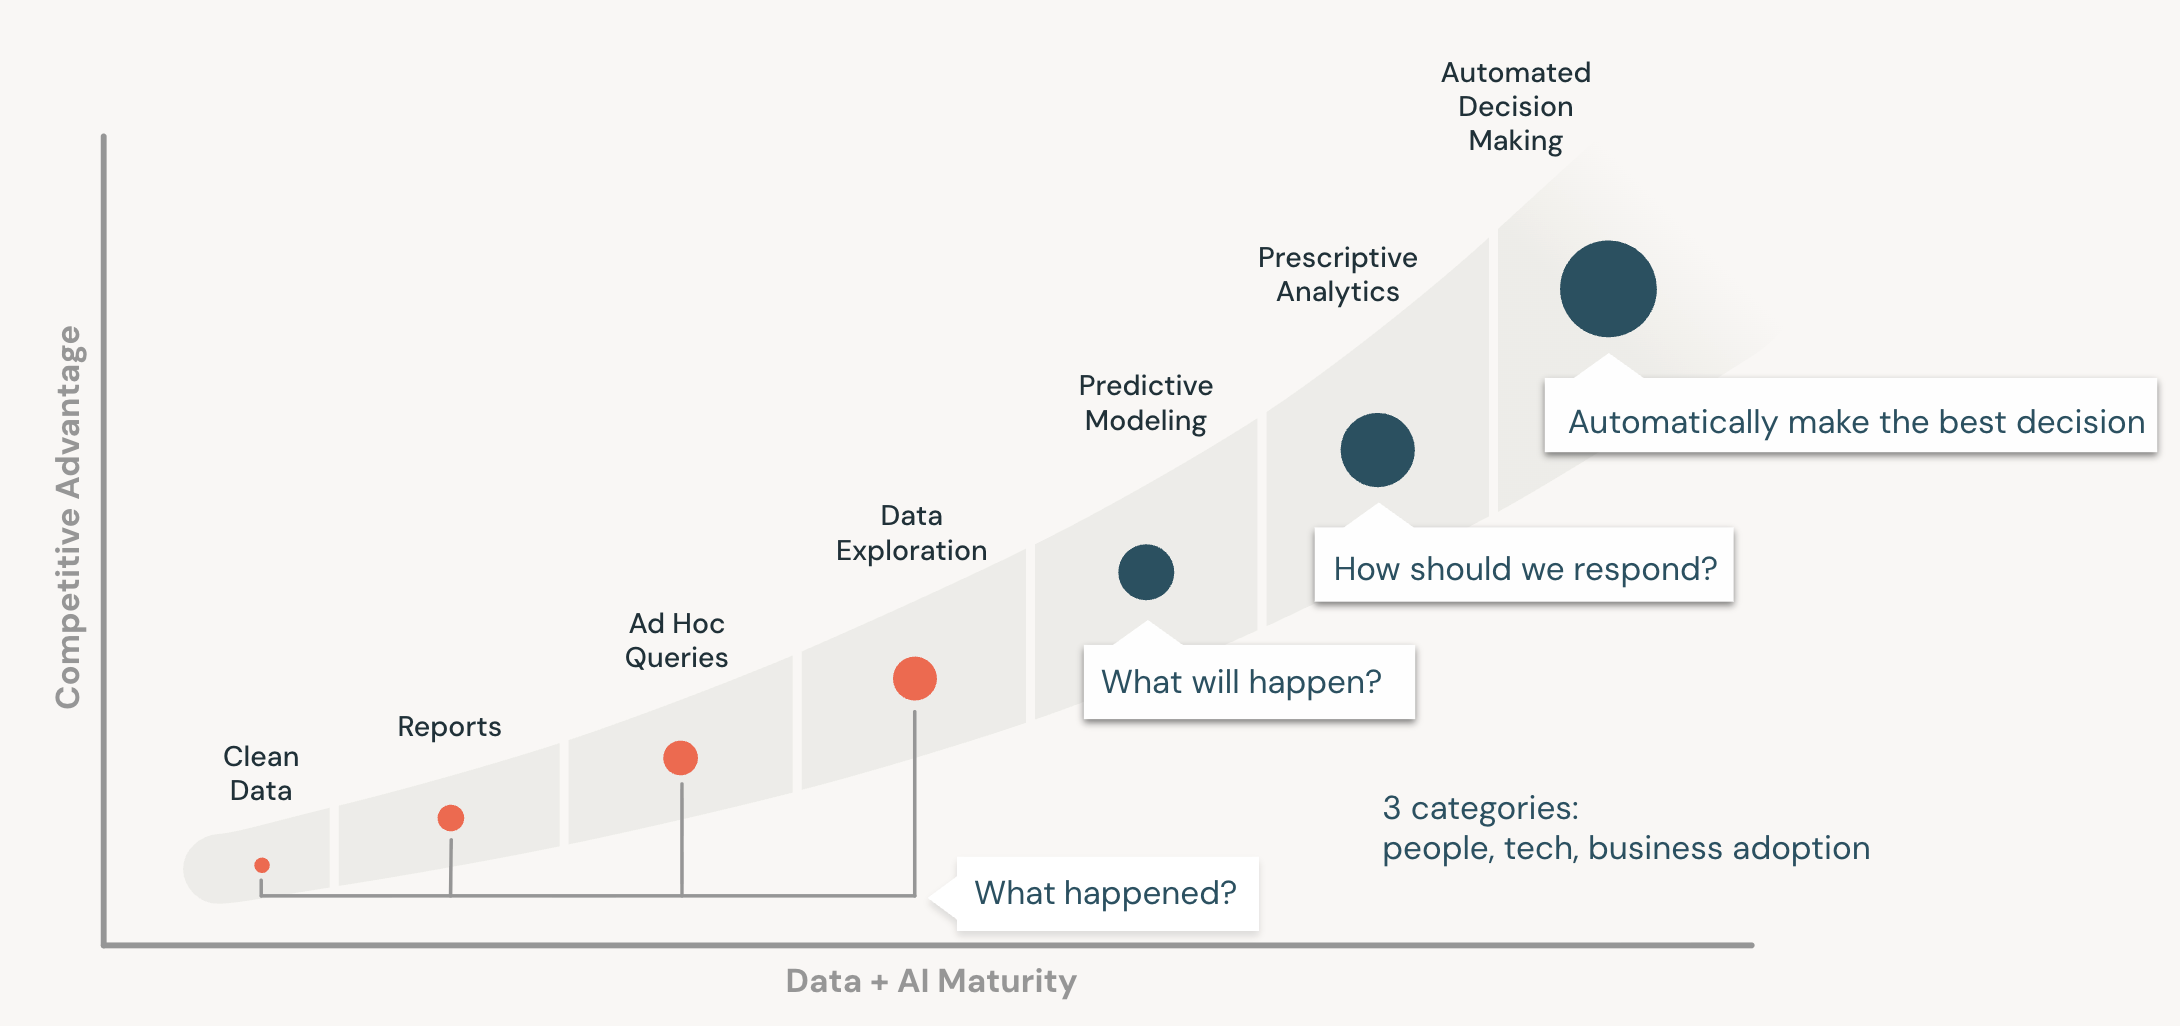 Automated
Decision
Making
Prescriptive
Analytics
Predictive
Modeling
Data
Exploration
Ad Hoc
Queries
Reports
Clean
Data
Automatically make the best decision
How should we respond?
What will happen?
What happened?
3 categories:
people, tech, business adoption
Competitive Advantage
Data + AI Maturity